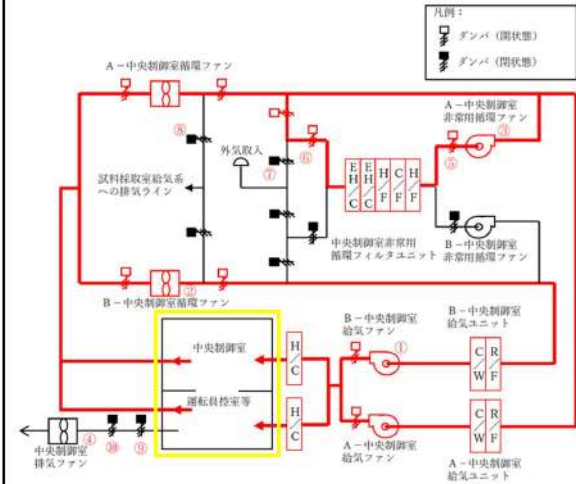 凡例：
ダンパ（開状態）
ダンパ（閉状態）
A－中央制御室循環ファン
A－中央制御室
非常用循環ファン
③
⑧
外気取入
⑥
⑤
⑦
試料採取室給気系
への排気ライン
E
H
/
C
E
H
/
C
H
/
F
C
/
F
H
/
F
中央制御室非常用
循環フィルタユニット
B－中央制御室
非常用循環ファン
②
B－中央制御室循環ファン
B－中央制御室
給気ファン
①
B－中央制御室
給気ユニット
中央制御室
H
/
C
C
/
W
R
/
F
運転員控室等
H
/
C
C
/
W
R
/
F
④
⑩
⑨
中央制御室
排気ファン
A－中央制御室
給気ファン
A－中央制御室
給気ユニット